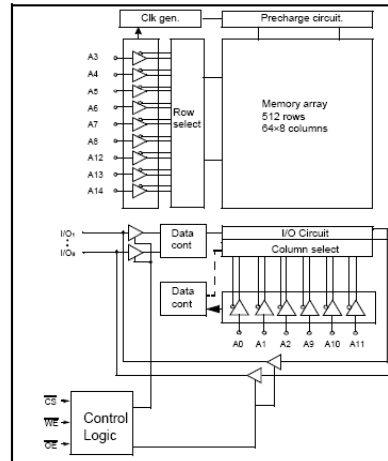 Clk gen.
Precharge circuit.
A3
A4
A5
A6
A7
A8
A12
A13
A14
Row
select
Memory array
512 rows
64×8 columns
I/O₁
I/O₈
Data
cont
I/O Circuit
Column select
Data
cont
A0 A1 A2 A9 A10 A11
CS
WE
OE
Control
Logic